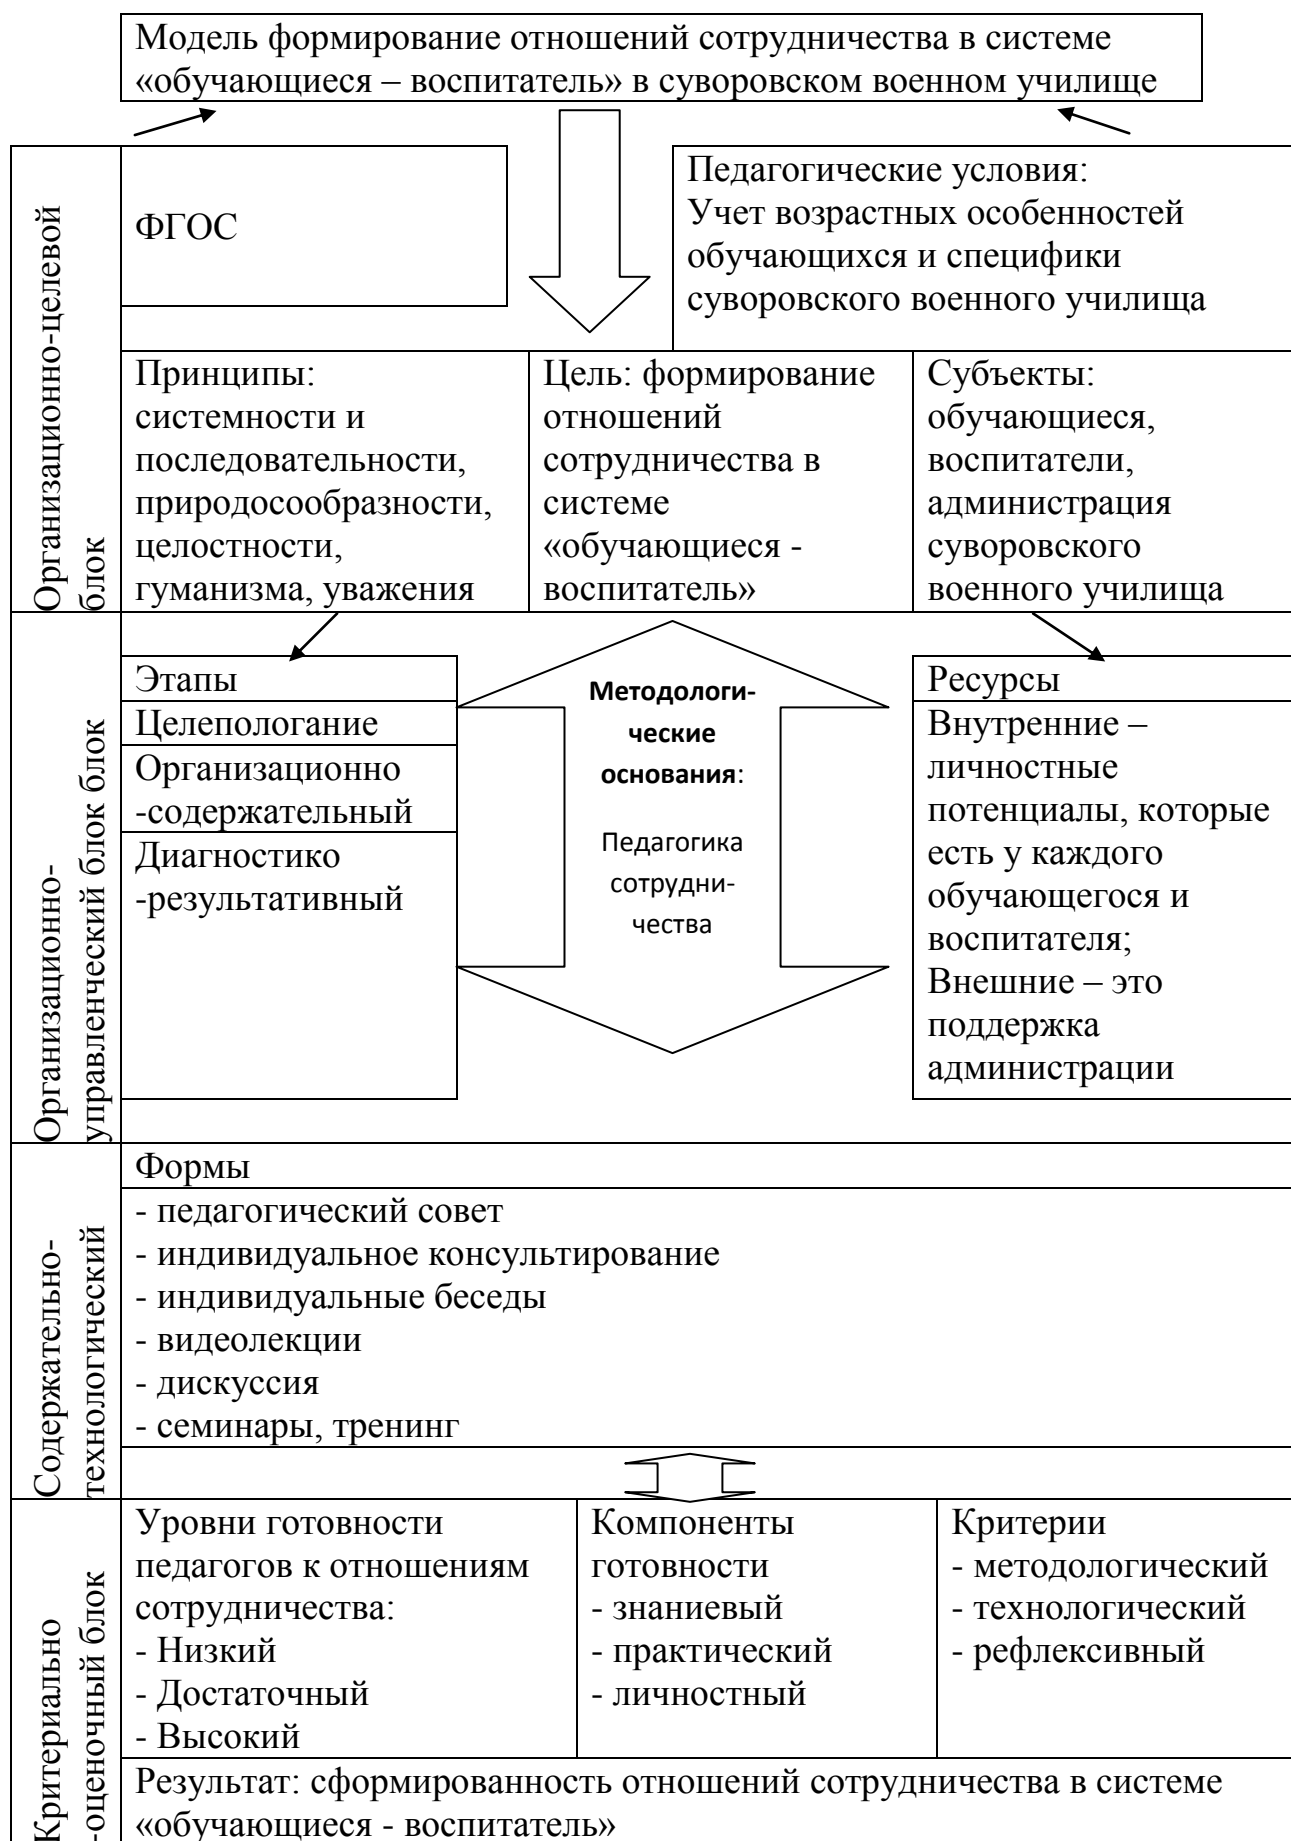 Модель формирование отношений сотрудничества в системе
«обучающиеся – воспитатель» в суворовском военном училище
Организационно-целевой
блок
ФГОС
Педагогические условия:
Учет возрастных особенностей
обучающихся и специфики
суворовского военного училища
Принципы:
системности и
последовательности,
природосообразности,
целостности,
гуманизма, уважения
Цель: формирование
отношений
сотрудничества в
системе
«обучающиеся -
воспитатель»
Субъекты:
обучающиеся,
воспитатели,
администрация
суворовского
военного училища
Организационно-
управленческий блок блок
Этапы
Целепологание
Организационно
-содержательный
Диагностико
-результативный
Методологи-
ческие
основания:
Педагогика
сотрудни-
чества
Ресурсы
Внутренние –
личностные
потенциалы, которые
есть у каждого
обучающегося и
воспитателя;
Внешние – это
поддержка
администрации
Содержательно-
технологический
Формы
- педагогический совет
- индивидуальное консультирование
- индивидуальные беседы
- видеолекции
- дискуссия
- семинары, тренинг
Критериально
-оценочный блок
Уровни готовности
педагогов к отношениям
сотрудничества:
- Низкий
- Достаточный
- Высокий
Компоненты
готовности
- знаниевый
- практический
- личностный
Критерии
- методологический
- технологический
- рефлексивный
Результат: сформированность отношений сотрудничества в системе
«обучающиеся - воспитатель»